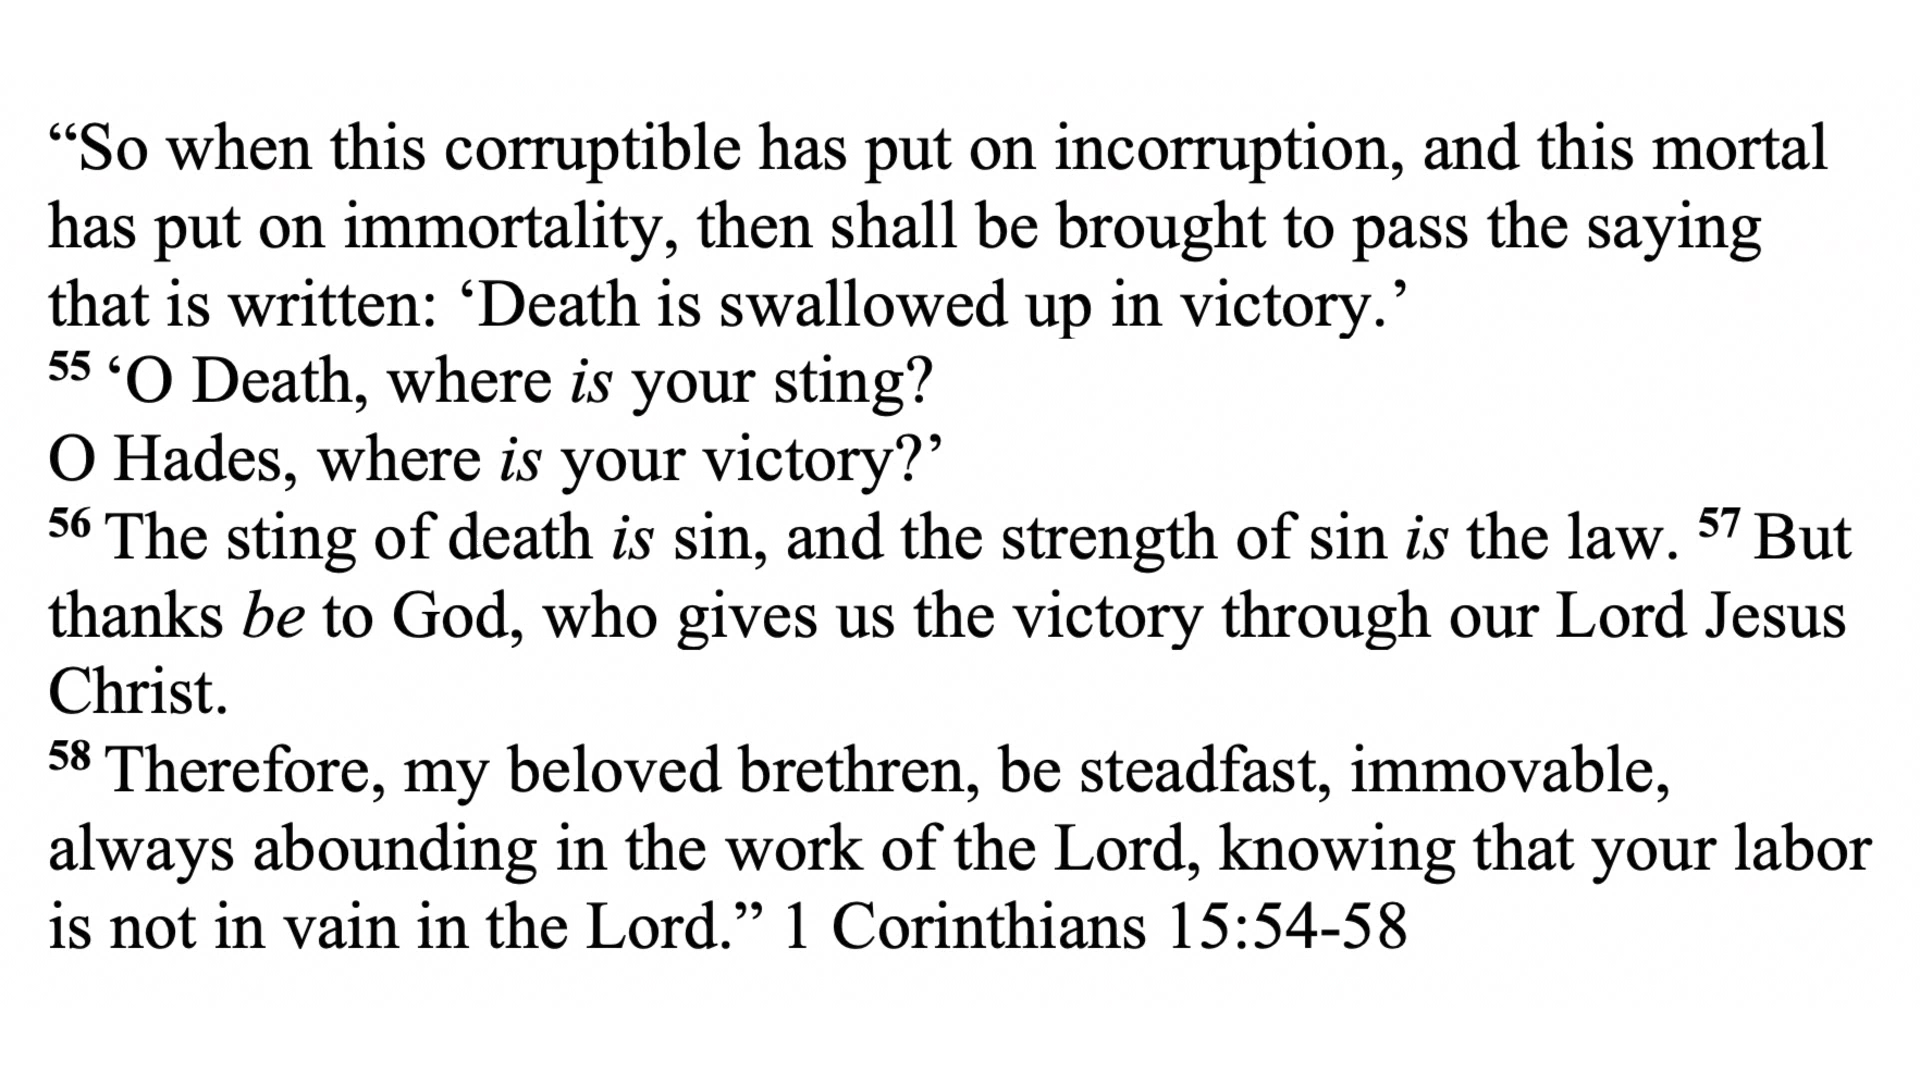 “So when this corruptible has put on incorruption, and this mortal
has put on immortality, then shall be brought to pass the saying
that is written: ‘Death is swallowed up in victory.’
55 ‘O Death, where is your sting?
O Hades, where is your victory?’
56 The sting of death is sin, and the strength of sin is the law. 57 But
thanks be to God, who gives us the victory through our Lord Jesus
Christ.
58 Therefore, my beloved brethren, be steadfast, immovable,
always abounding in the work of the Lord, knowing that your labor
is not in vain in the Lord.” 1 Corinthians 15:54-58